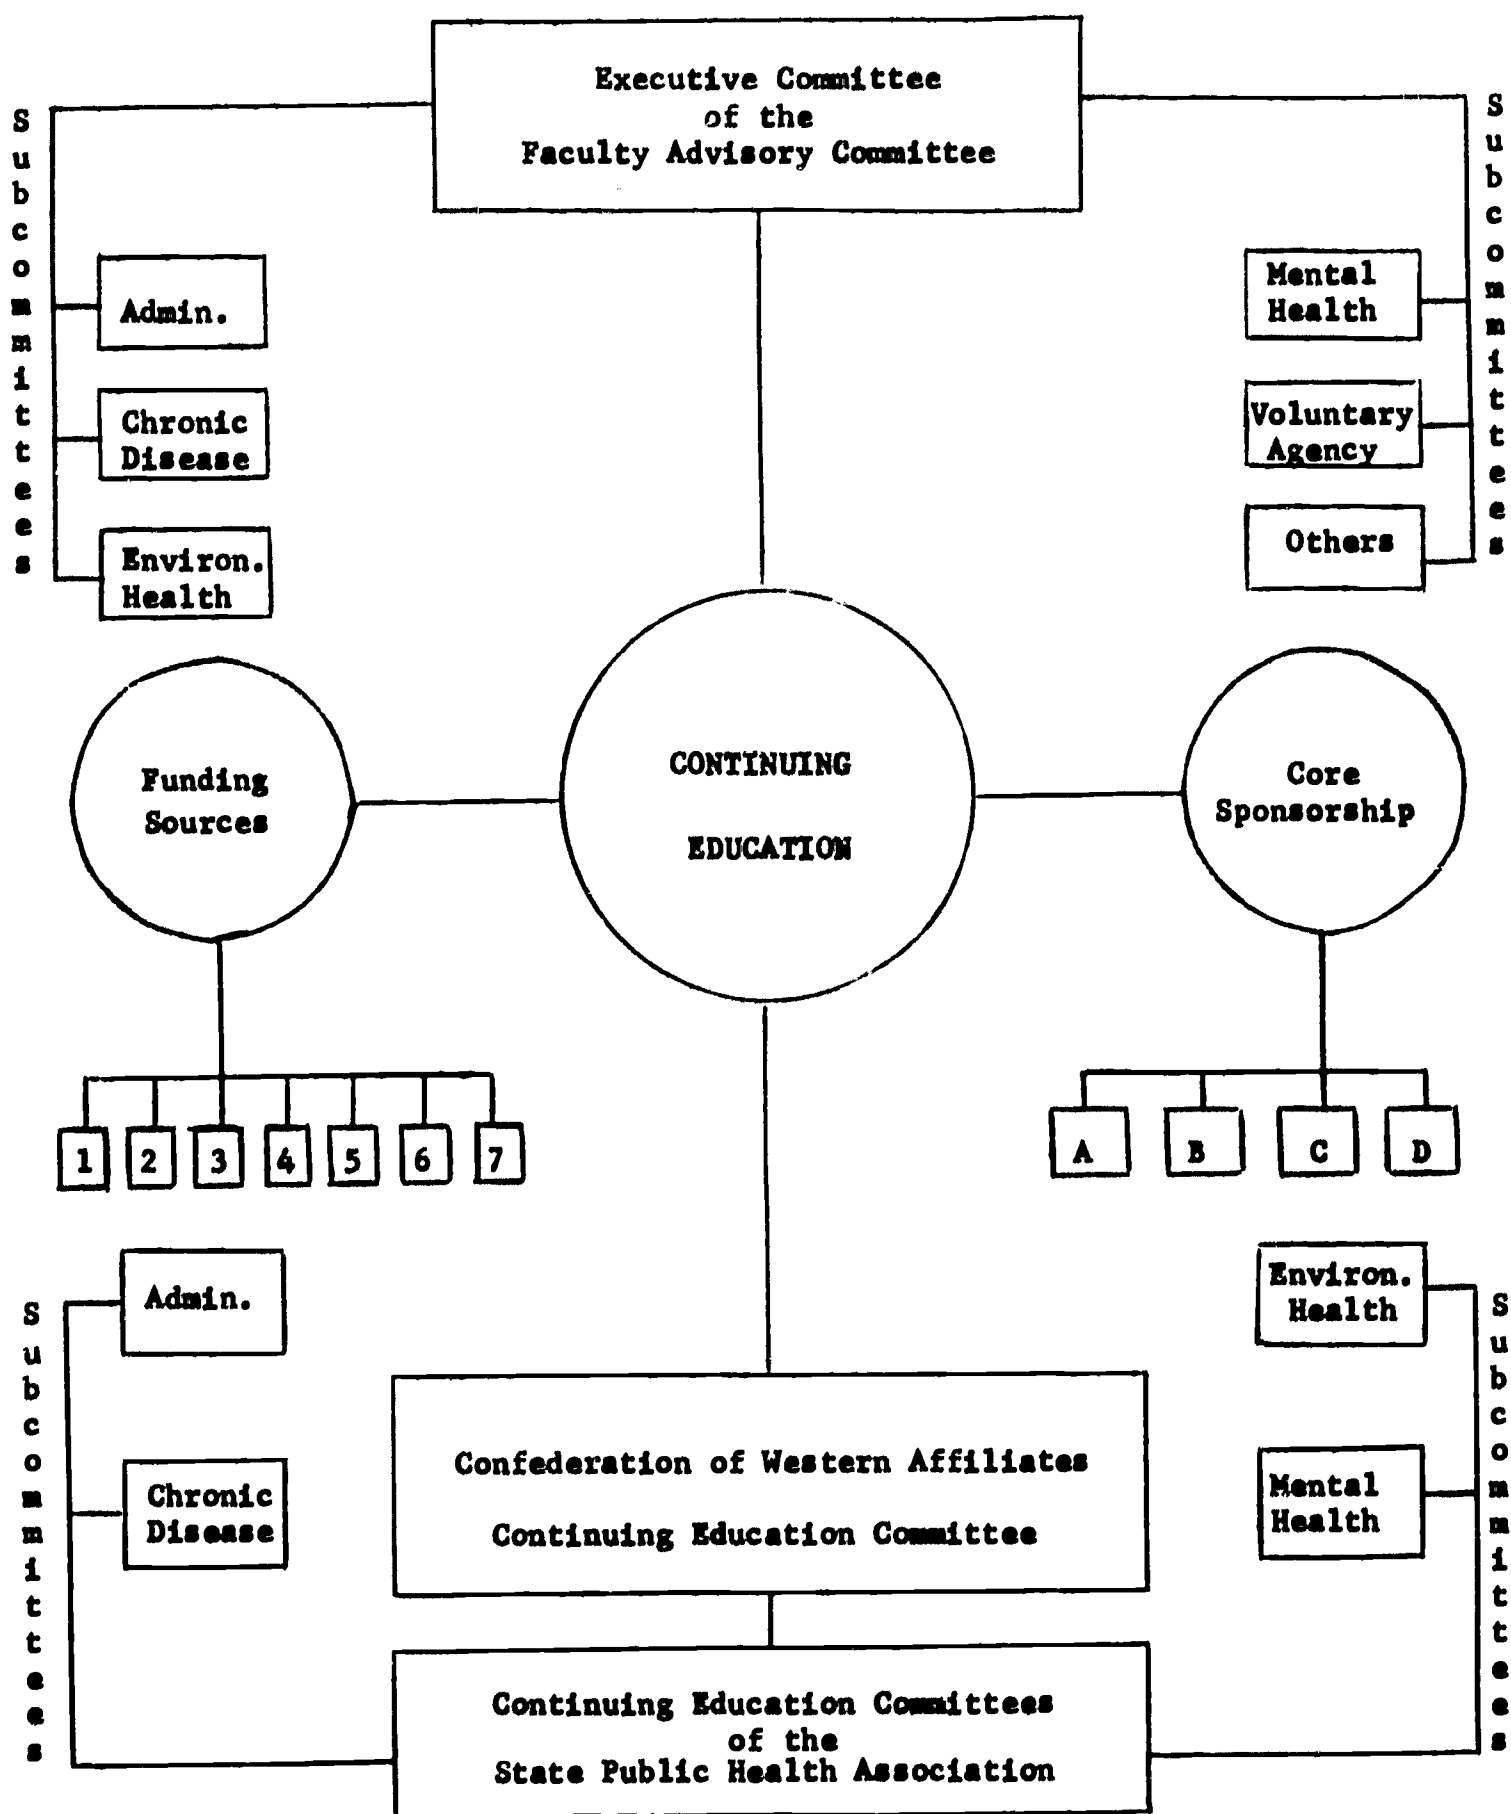 Executive Committee
of the
Faculty Advisory Committee
Subcommittees
Subcommittees
Admin.
Chronic
Disease
Environ.
Health
Mental
Health
Voluntary
Agency
Others
Funding
Sources
CONTINUING
EDUCATION
Core
Sponsorship
1 2 3 4 5 6 7
A B C D
Subcommittees
Admin.
Chronic
Disease
Environ.
Health
Mental
Health
Subcommittees
Confederation of Western Affiliates
Continuing Education Committee
Continuing Education Committees
of the
State Public Health Association